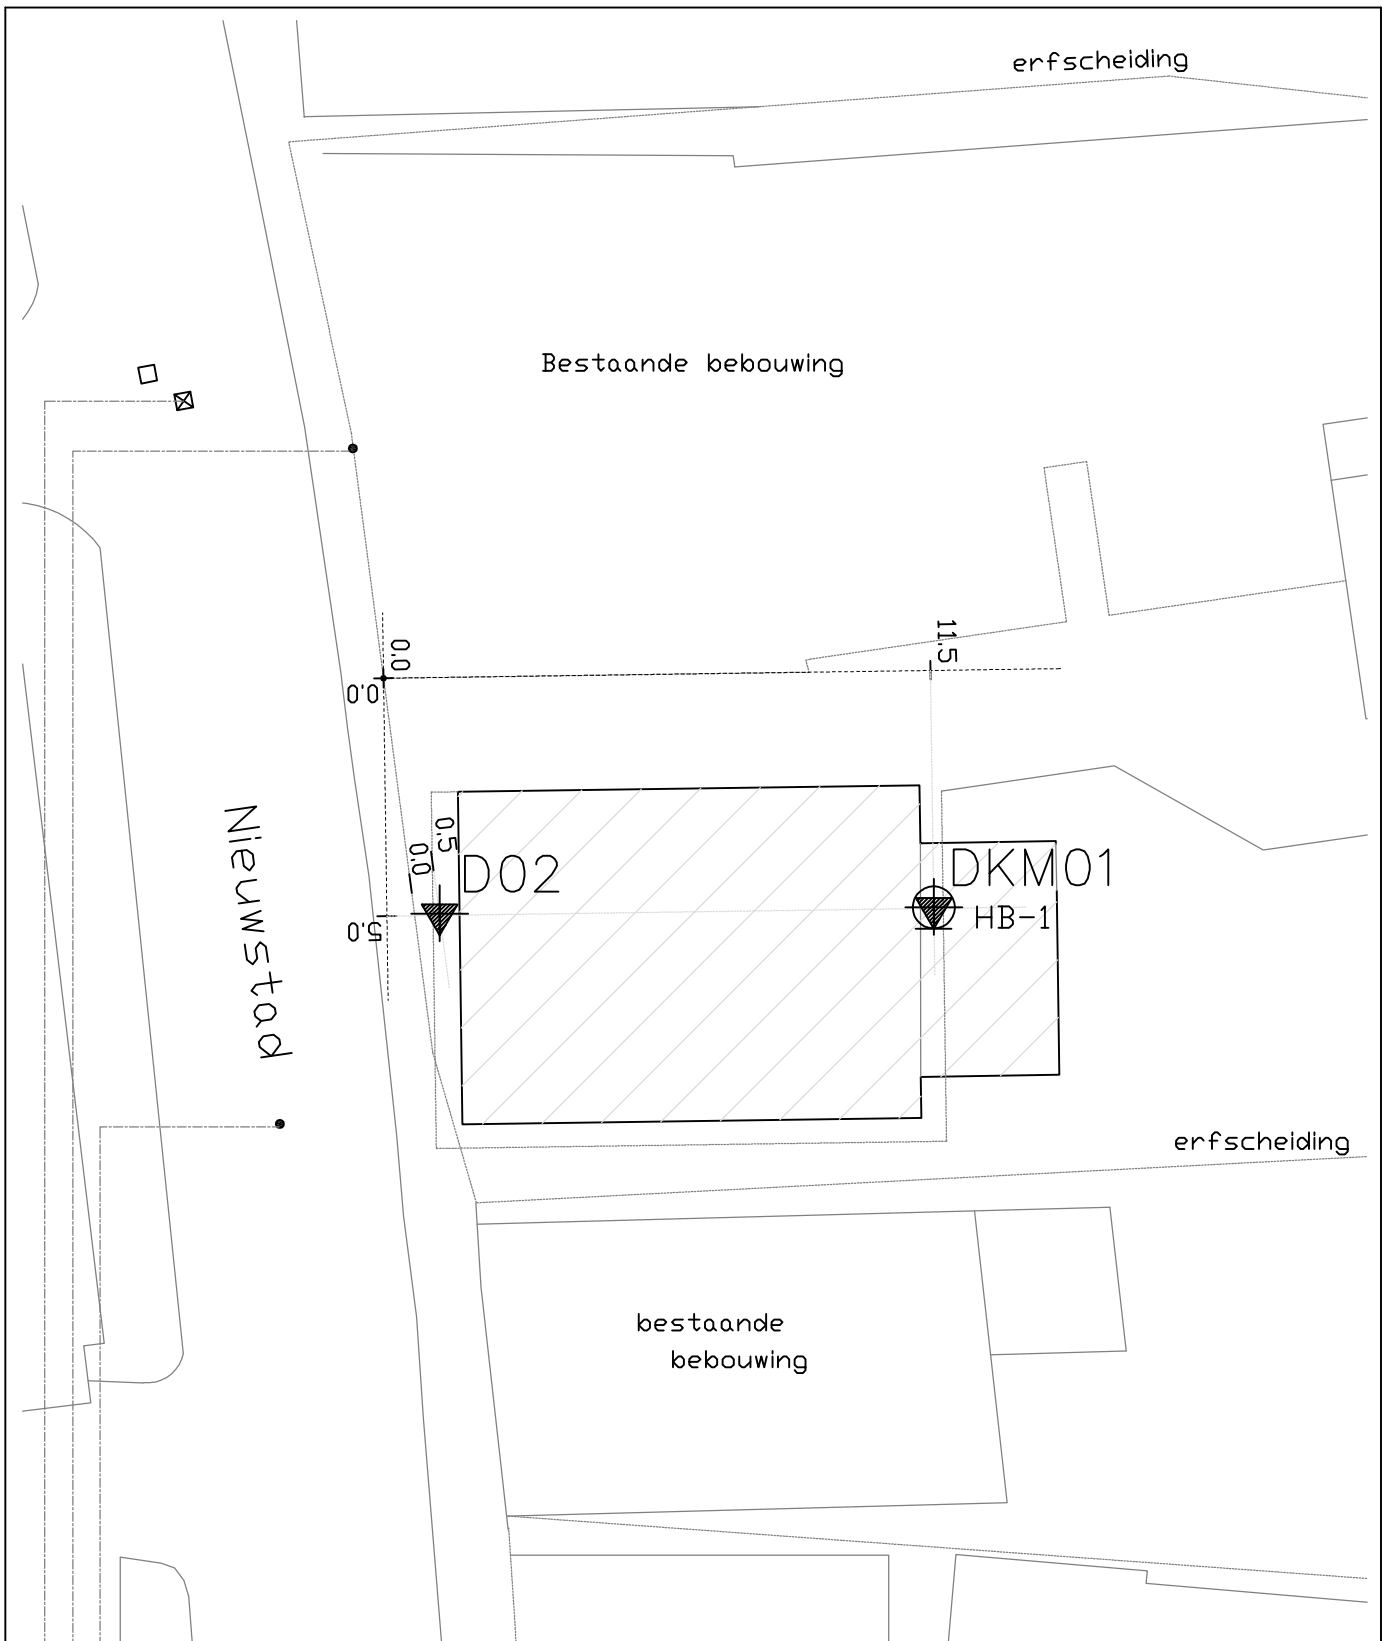 erfscheiding
Bestaande bebouwing
0.0
11.5
0.0
Nieuwstad
0.5
0.0
D02
DKM01
HB-1
5.0
erfscheiding
bestaande
bebouwing